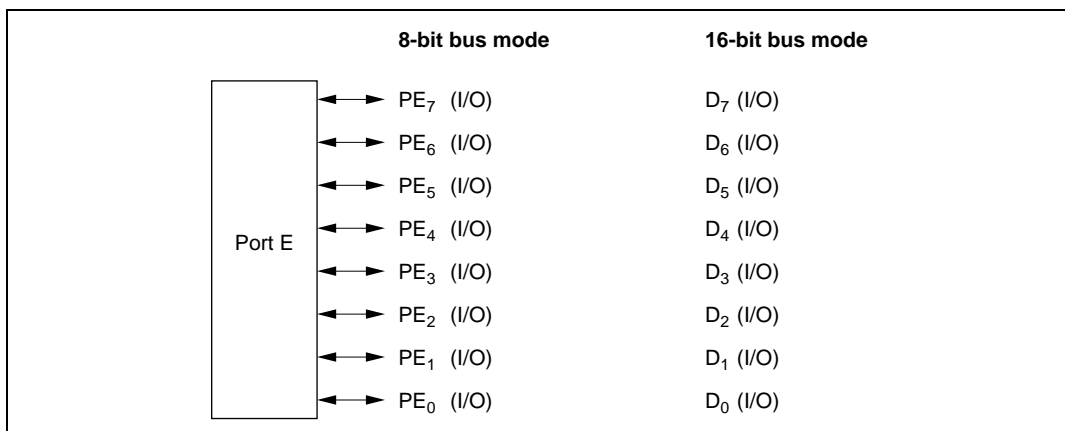 8-bit bus mode 16-bit bus mode
PE7 (I/O) D7 (I/O)
PE6 (I/O) D6 (I/O)
PE5 (I/O) D5 (I/O)
PE4 (I/O) D4 (I/O)
Port E
PE3 (I/O) D3 (I/O)
PE2 (I/O) D2 (I/O)
PE1 (I/O) D1 (I/O)
PE0 (I/O) D0 (I/O)